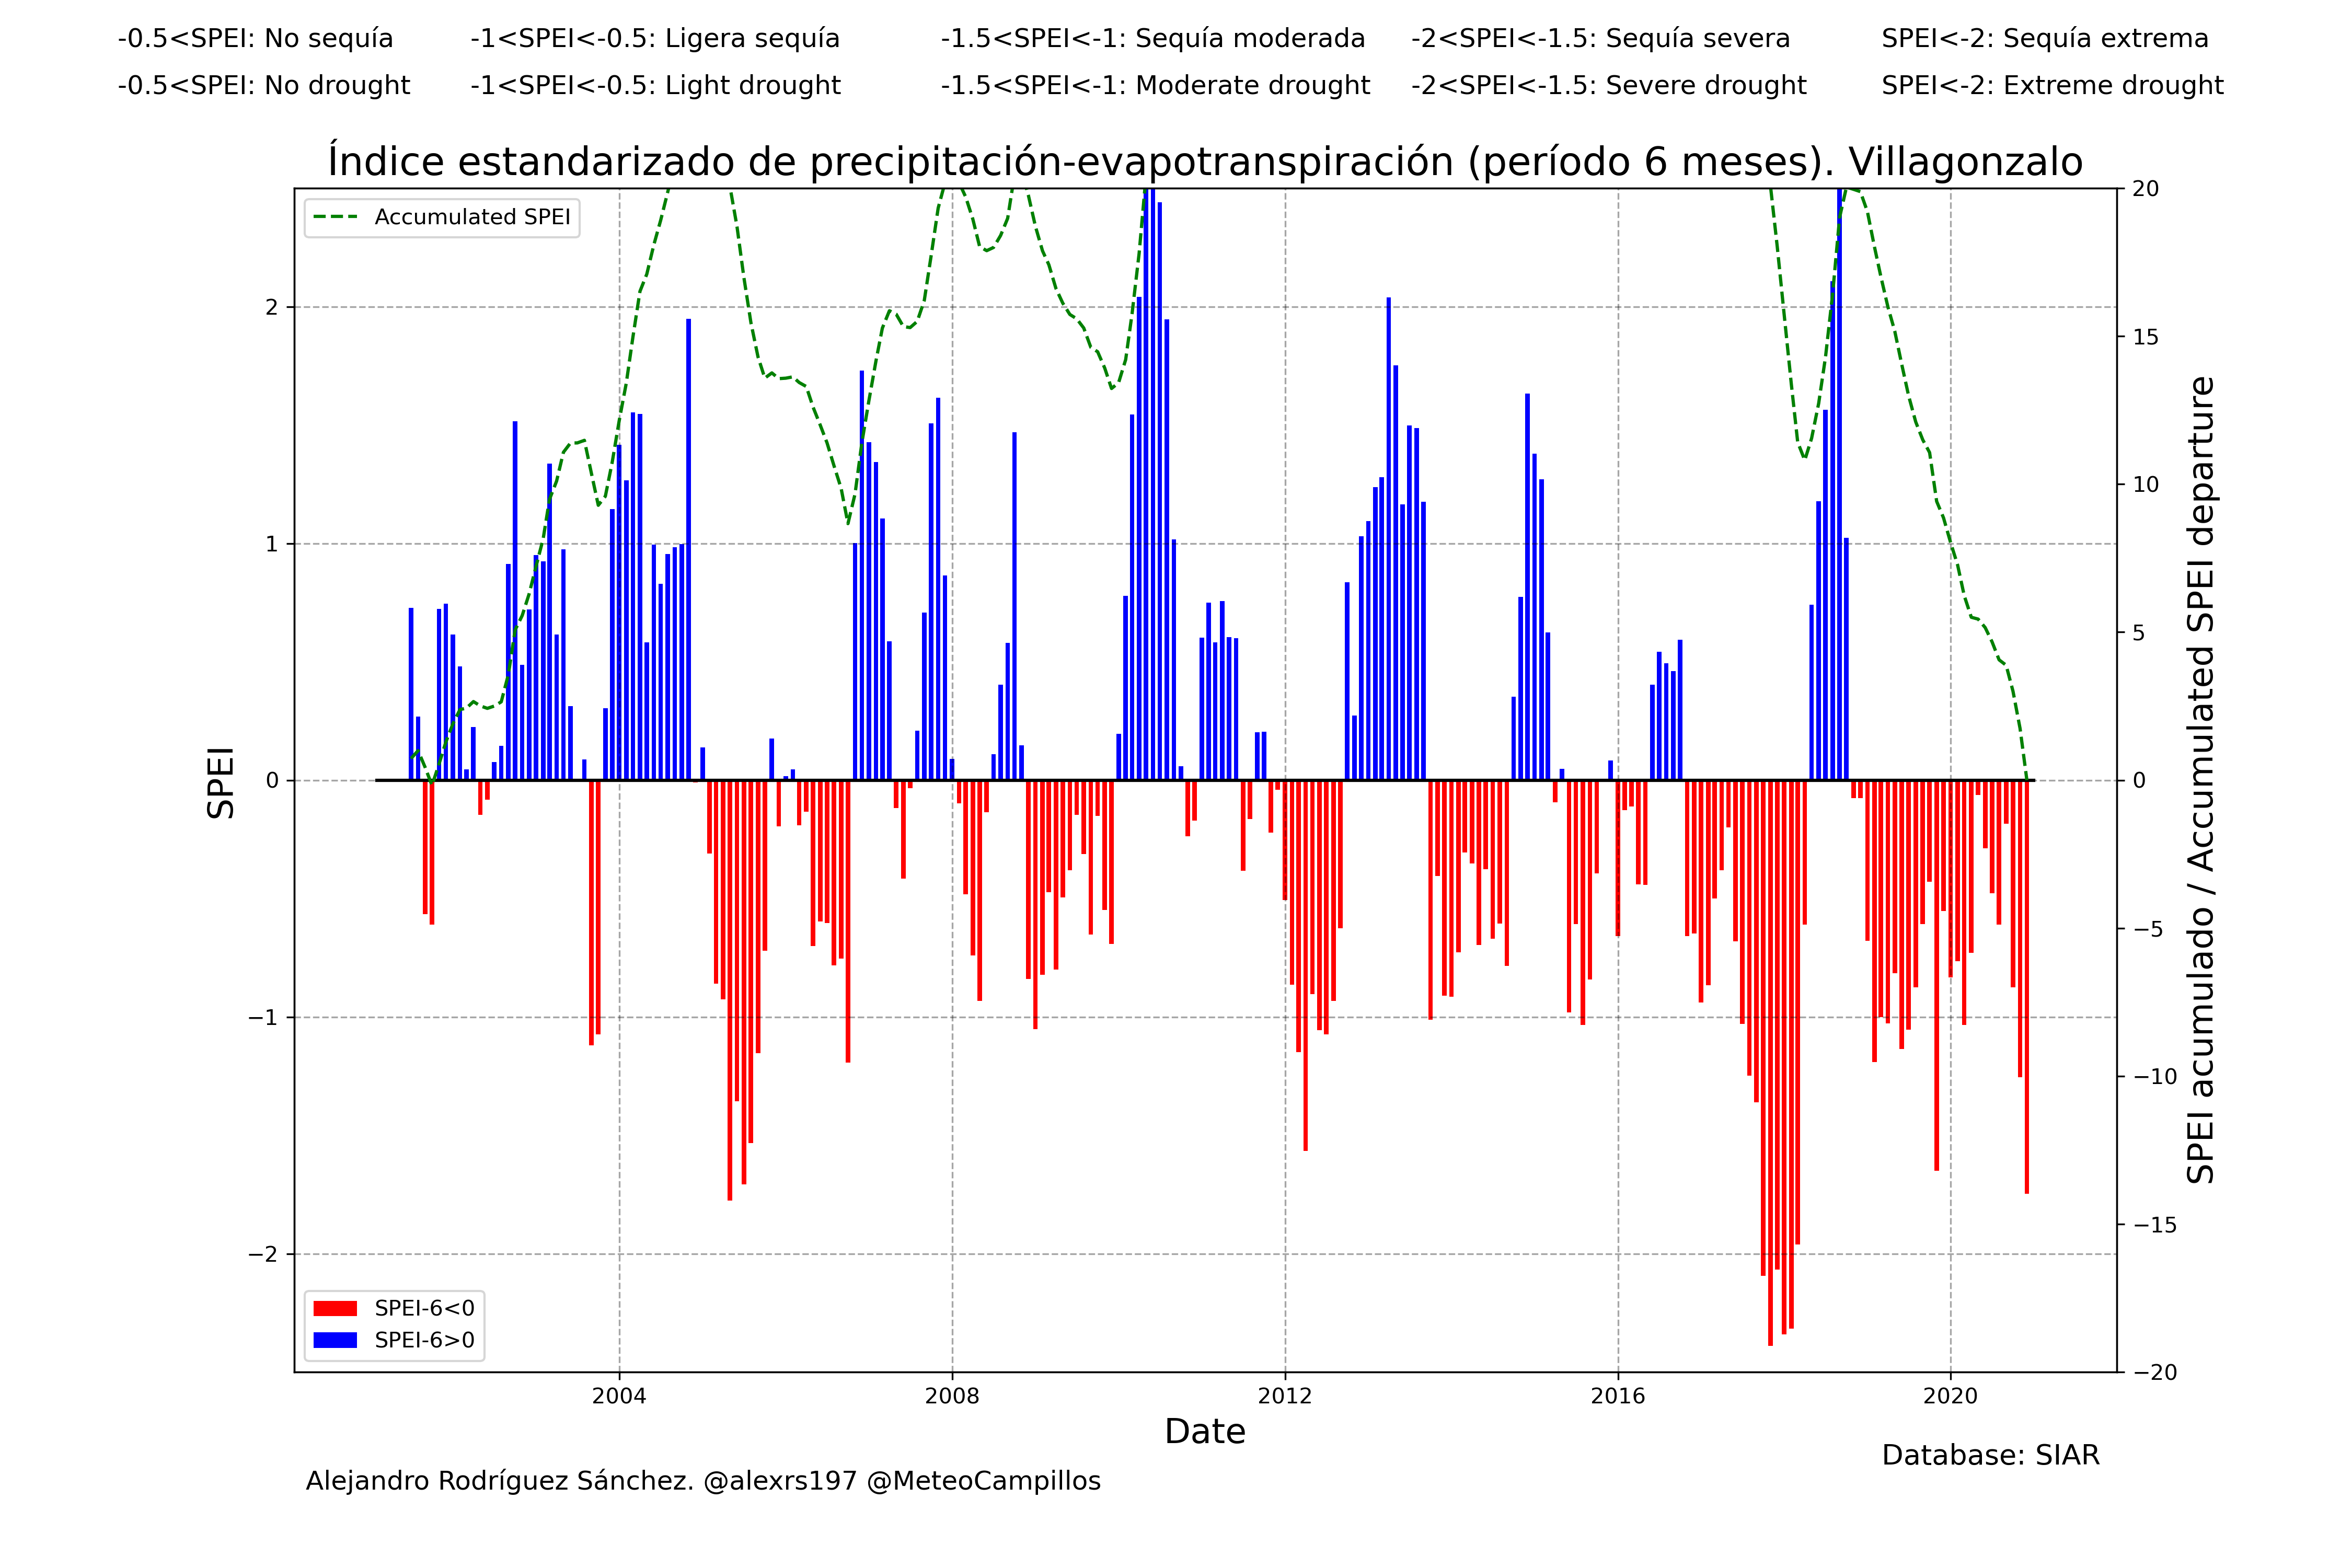 -0.5<SPEI: No sequía -1<SPEI<-0.5: Ligera sequía -1.5<SPEI<-1: Sequía moderada -2<SPEI<-1.5: Sequía severa SPEI<-2: Sequía extrema
-0.5<SPEI: No drought -1<SPEI<-0.5: Light drought -1.5<SPEI<-1: Moderate drought -2<SPEI<-1.5: Severe drought SPEI<-2: Extreme drought
Índice estandarizado de precipitación-evapotranspiración (período 6 meses). Villagonzalo
Accumulated SPEI
2
1
0
−1
−2
SPEI
20
15
10
5
0
−5
−10
−15
−20
SPEI acumulado / Accumulated SPEI departure
SPEI-6<0
SPEI-6>0
2004 2008 2012 2016 2020
Date
Database: SIAR
Alejandro Rodríguez Sánchez. @alexrs197 @MeteoCampillos